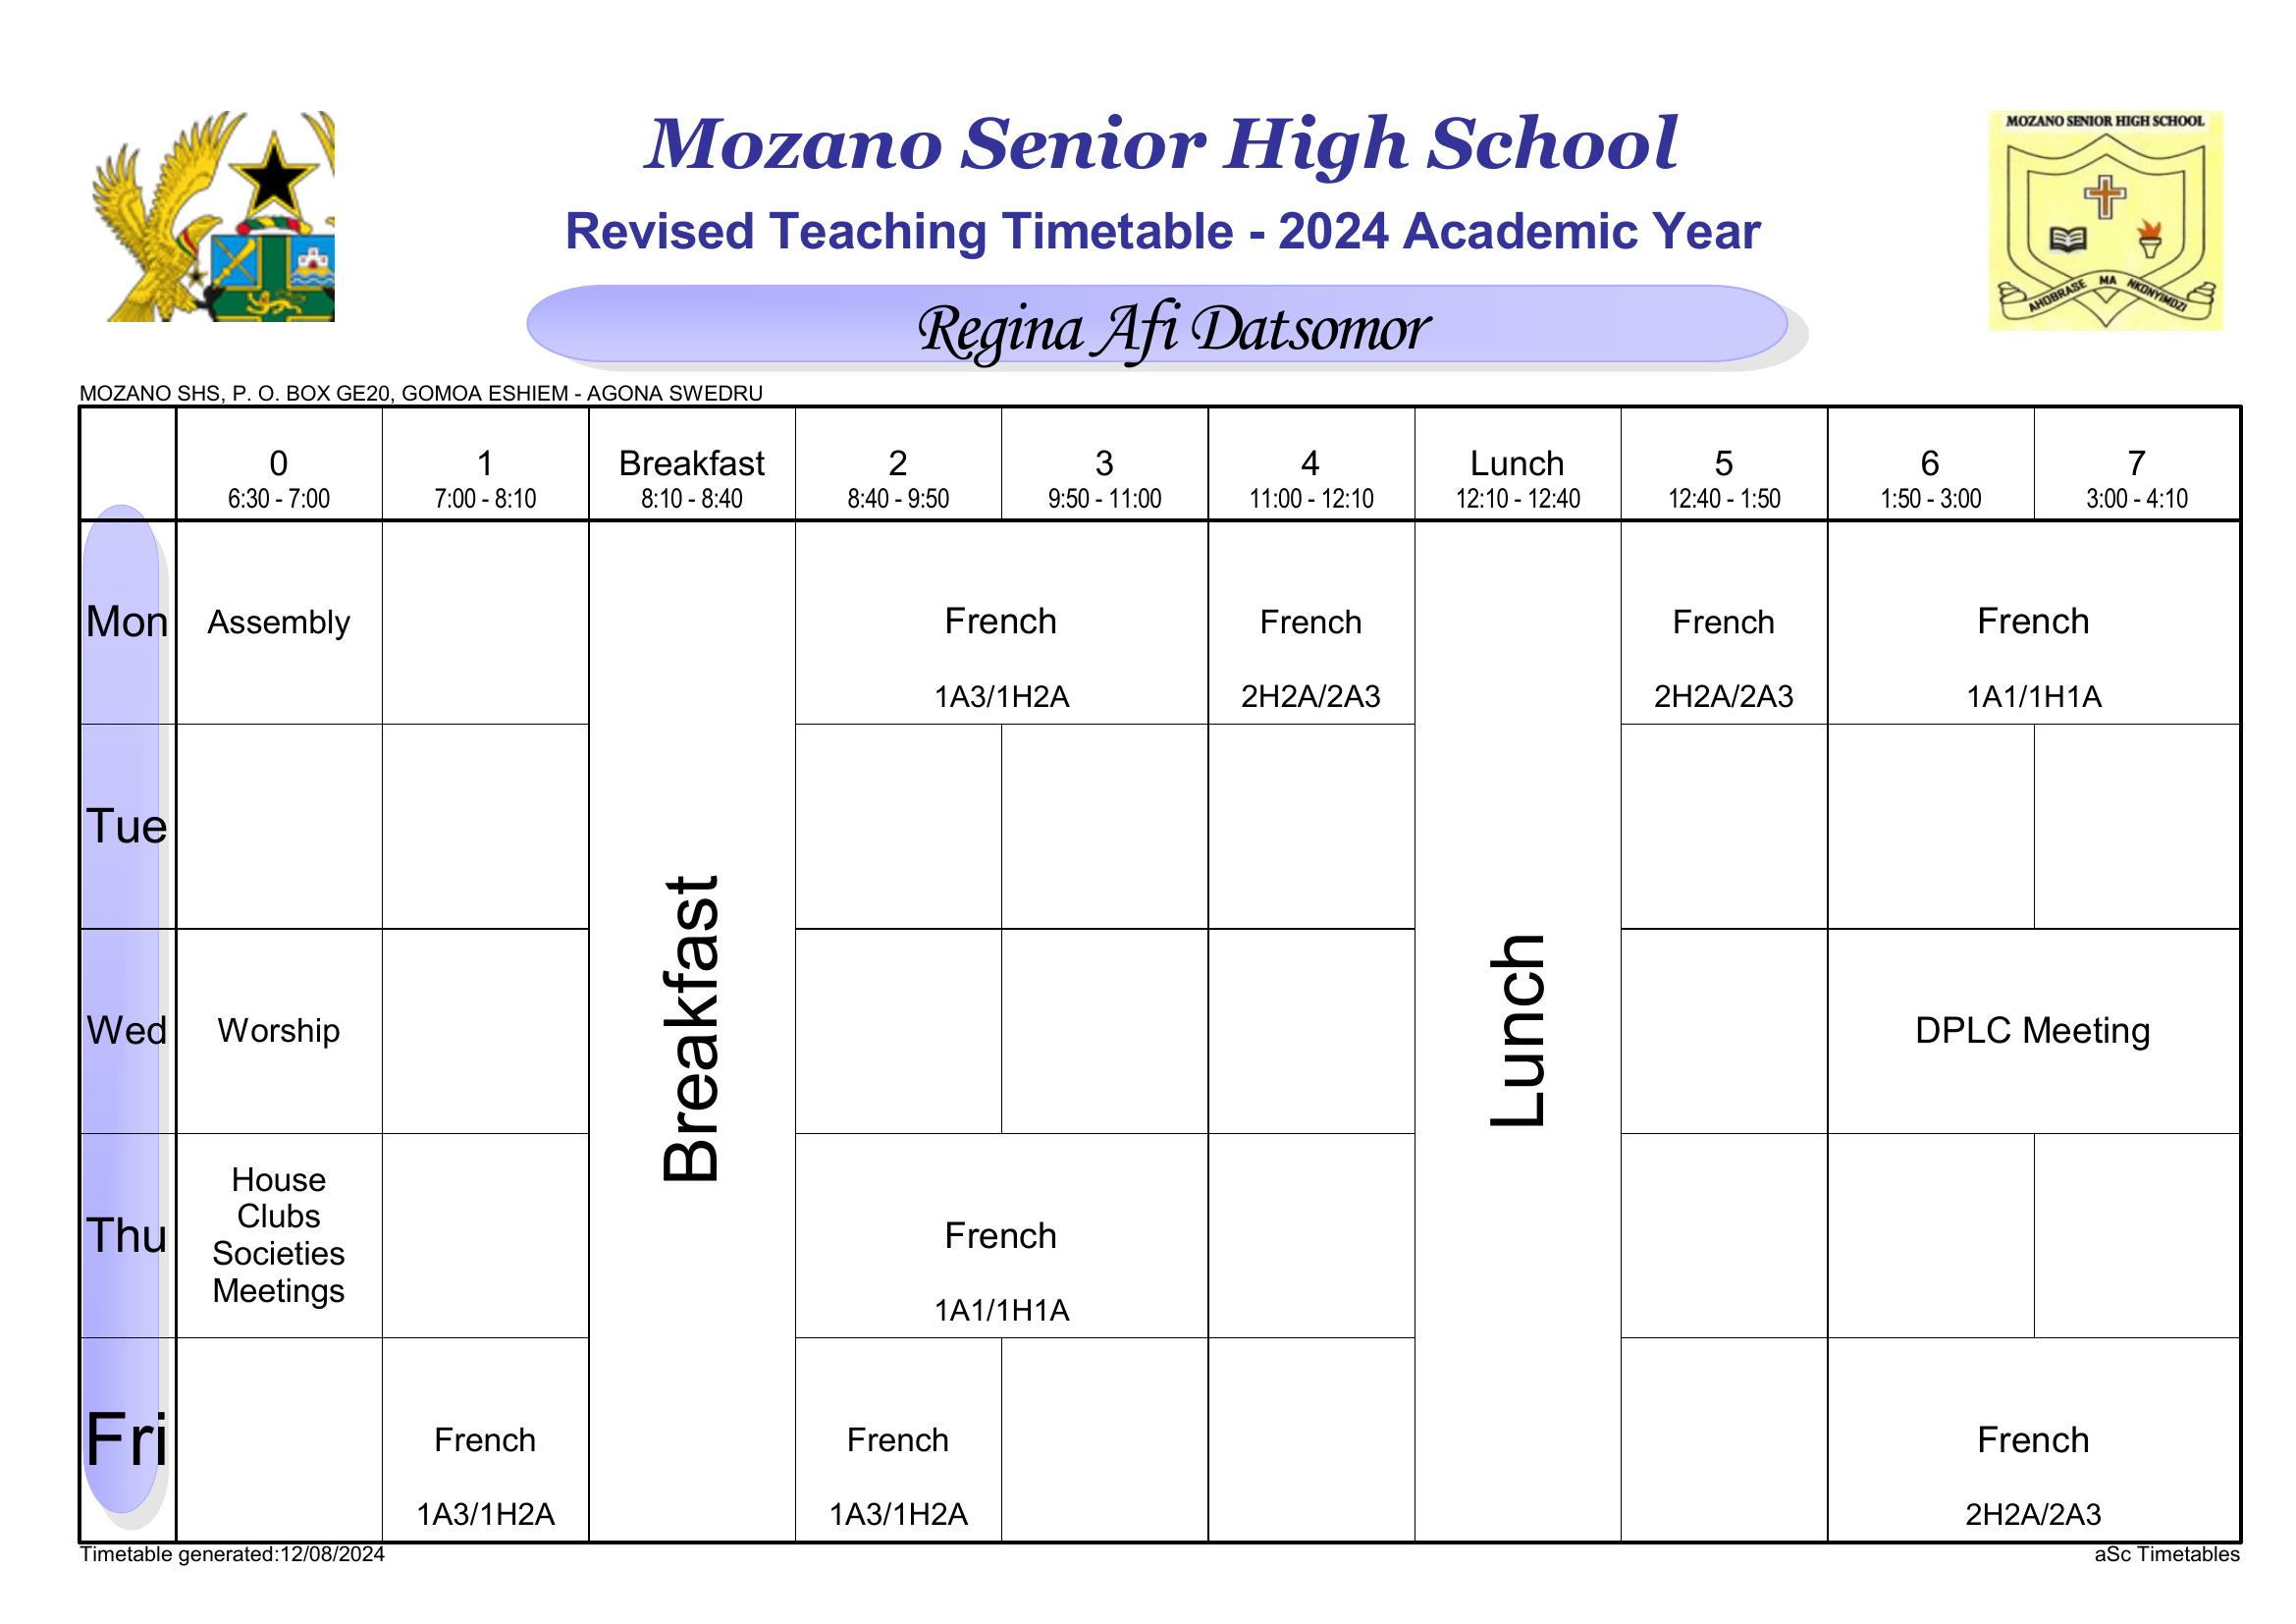 Mozano Senior High School
MOZANO SENIOR HIGH SCHOOL
AHOBRASE MA NKONYIMDZI
Revised Teaching Timetable - 2024 Academic Year
Regina Afi Datsomor
MOZANO SHS, P. O. BOX GE20, GOMOA ESHIEM - AGONA SWEDRU
0 1 Breakfast 2 3 4 Lunch 5 6 7
6:30 - 7:00 7:00 - 8:10 8:10 - 8:40 8:40 - 9:50 9:50 - 11:00 11:00 - 12:10 12:10 - 12:40 12:40 - 1:50 1:50 - 3:00 3:00 - 4:10
Mon Assembly French French French French
1A3/1H2A 2H2A/2A3 2H2A/2A3 1A1/1H1A
Tue
Breakfast
Lunch
Wed Worship DPLC Meeting
House
Clubs
Thu Societies French
Meetings
1A1/1H1A
Fri French French French
1A3/1H2A 1A3/1H2A 2H2A/2A3
Timetable generated:12/08/2024 aSc Timetables